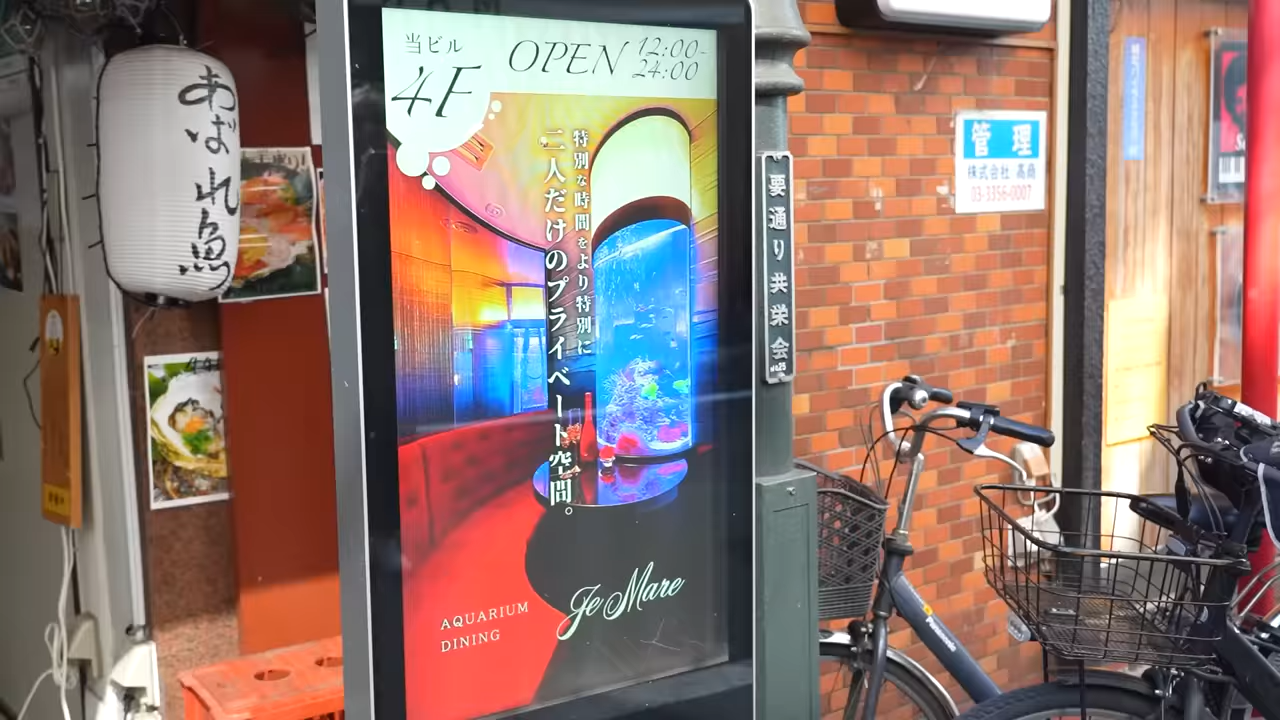 あばれ魚
当ビル
4F
OPEN 12:00-24:00
特別な時間をより特別に
二人だけのプライベート空間。
AQUARIUM
DINING
Je Mare
要通り共栄会
管理
株式会社 高商
03-3356-0007
Panasonic